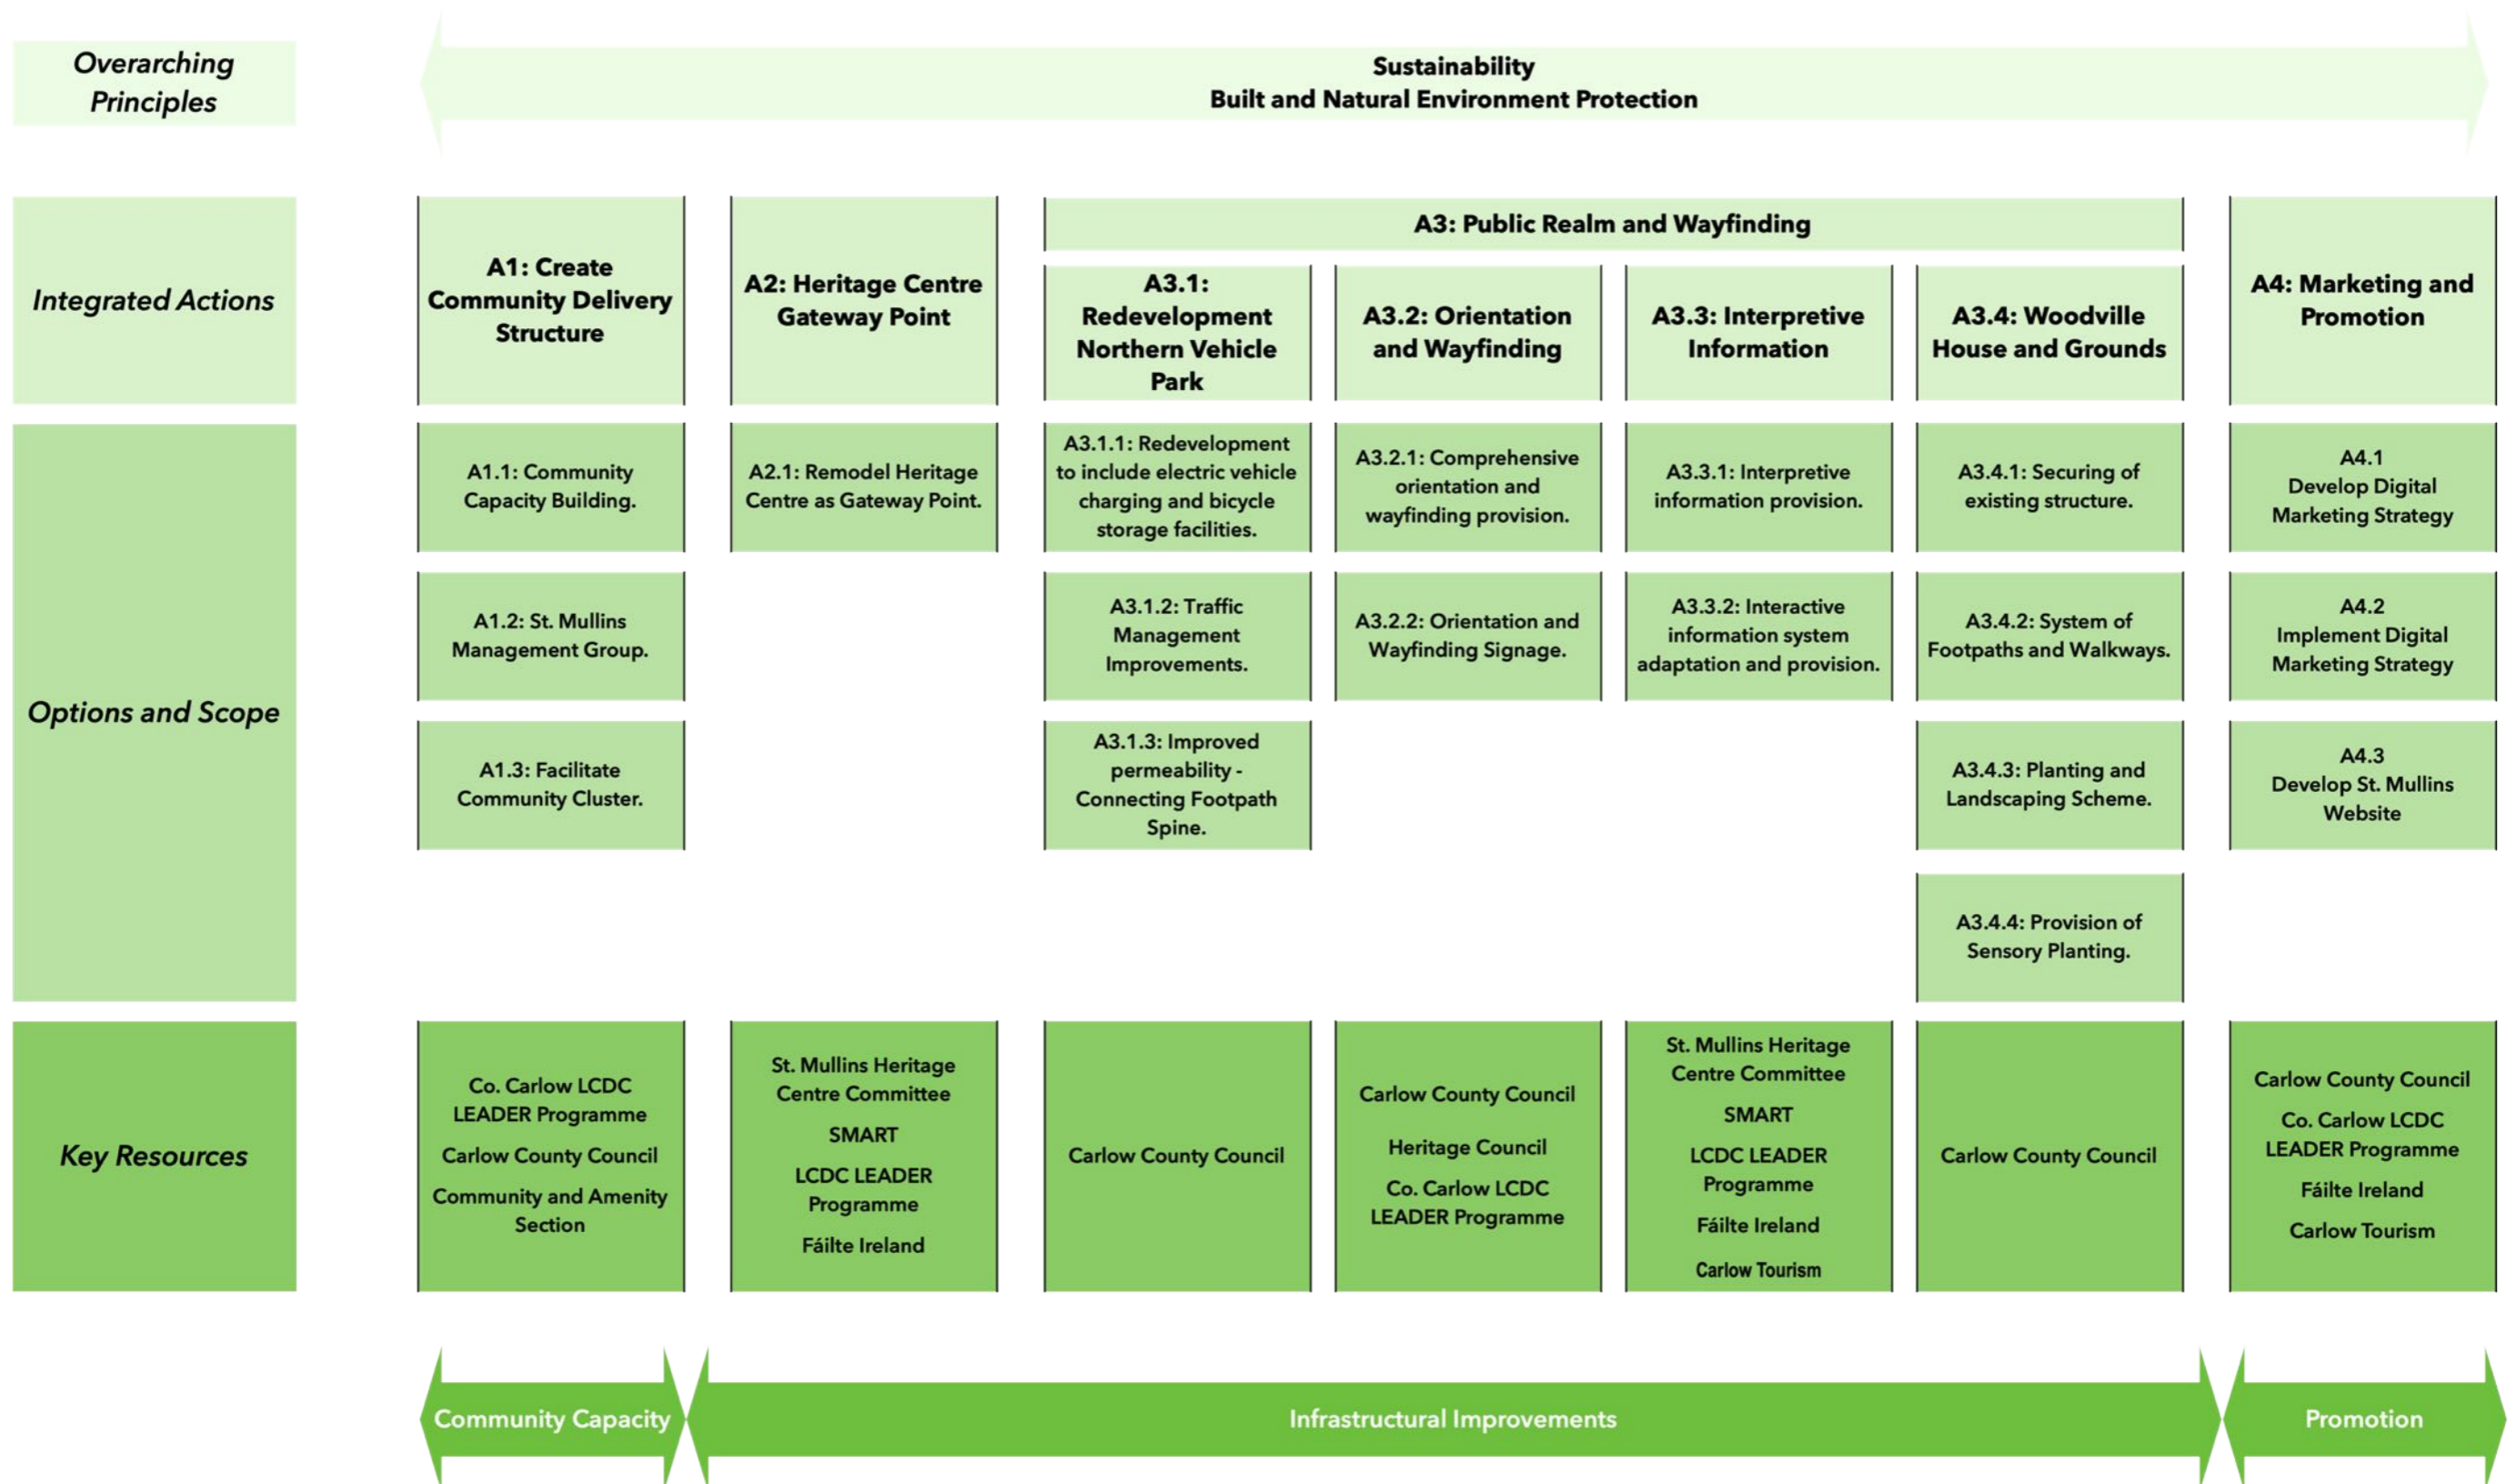 Overarching
Principles
Sustainability
Built and Natural Environment Protection
Integrated Actions
A1: Create
Community Delivery
Structure
A2: Heritage Centre
Gateway Point
A3: Public Realm and Wayfinding
A3.1:
Redevelopment
Northern Vehicle
Park
A3.2: Orientation
and Wayfinding
A3.3: Interpretive
Information
A3.4: Woodville
House and Grounds
A4: Marketing and
Promotion
Options and Scope
A1.1: Community
Capacity Building.
A2.1: Remodel Heritage
Centre as Gateway Point.
A3.1.1: Redevelopment
to include electric vehicle
charging and bicycle
storage facilities.
A3.2.1: Comprehensive
orientation and
wayfinding provision.
A3.3.1: Interpretive
information provision.
A3.4.1: Securing of
existing structure.
A4.1
Develop Digital
Marketing Strategy
A1.2: St. Mullins
Management Group.
A3.1.2: Traffic
Management
Improvements.
A3.2.2: Orientation and
Wayfinding Signage.
A3.3.2: Interactive
information system
adaptation and provision.
A3.4.2: System of
Footpaths and Walkways.
A4.2
Implement Digital
Marketing Strategy
A1.3: Facilitate
Community Cluster.
A3.1.3: Improved
permeability -
Connecting Footpath
Spine.
A3.4.3: Planting and
Landscaping Scheme.
A4.3
Develop St. Mullins
Website
A3.4.4: Provision of
Sensory Planting.
Key Resources
Co. Carlow LCDC
LEADER Programme
Carlow County Council
Community and Amenity
Section
St. Mullins Heritage
Centre Committee
SMART
LCDC LEADER
Programme
Fáilte Ireland
Carlow County Council
Carlow County Council
Heritage Council
Co. Carlow LCDC
LEADER Programme
St. Mullins Heritage
Centre Committee
SMART
LCDC LEADER
Programme
Fáilte Ireland
Carlow Tourism
Carlow County Council
Carlow County Council
Co. Carlow LCDC
LEADER Programme
Fáilte Ireland
Carlow Tourism
Community Capacity
Infrastructural Improvements
Promotion